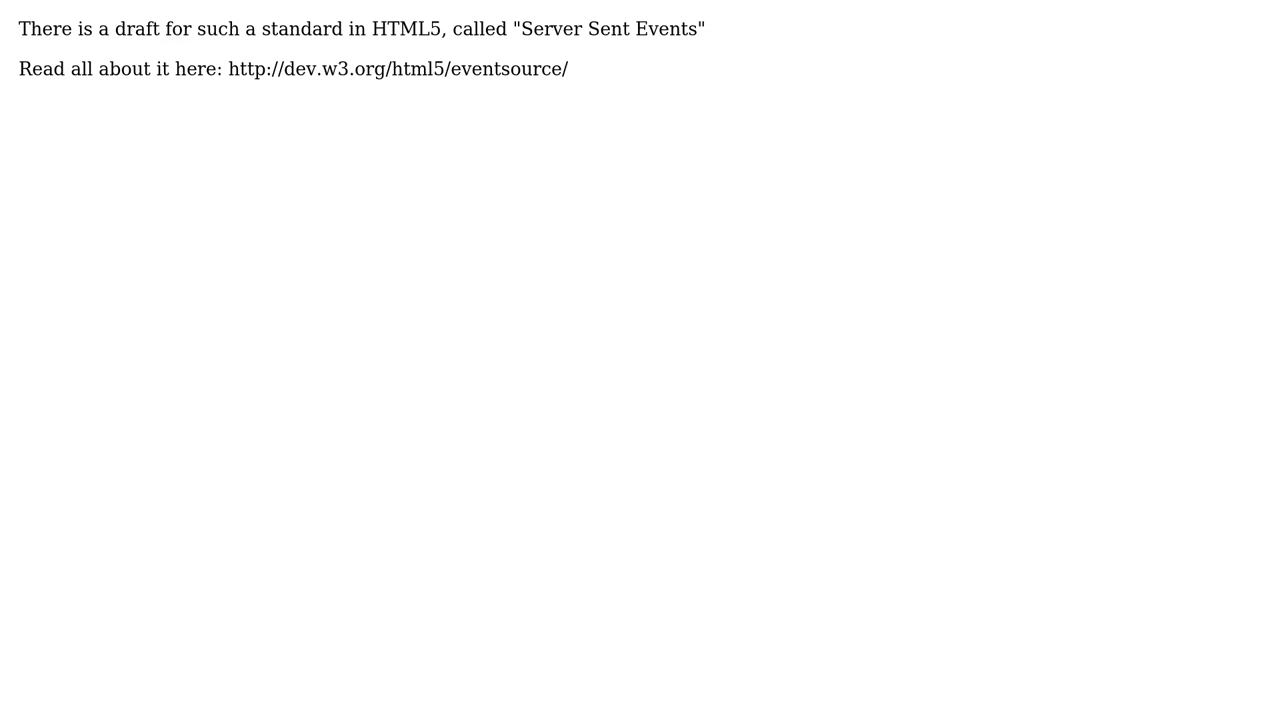 There is a draft for such a standard in HTML5, called "Server Sent Events"
Read all about it here: http://dev.w3.org/html5/eventsource/